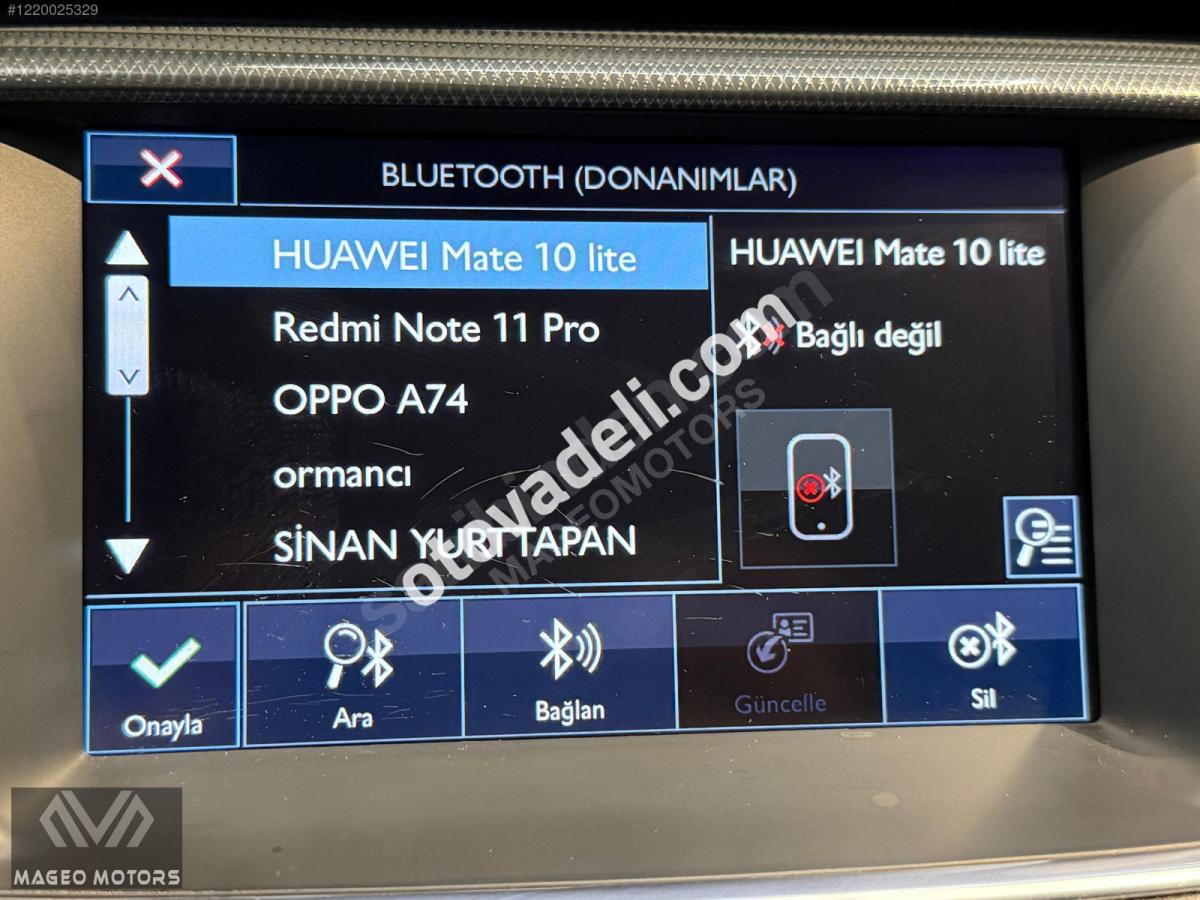 #1220025329
BLUETOOTH (DONANIMLAR)
HUAWEI Mate 10 lite
Redmi Note 11 Pro
OPPO A74
ormancı
SİNAN YURTTAPAN
HUAWEI Mate 10 lite
Bağlı değil
sotovadeli.com
MAGEOMOTORS
Onayla
Ara
Bağlan
Güncelle
Sil
MAGEO MOTORS